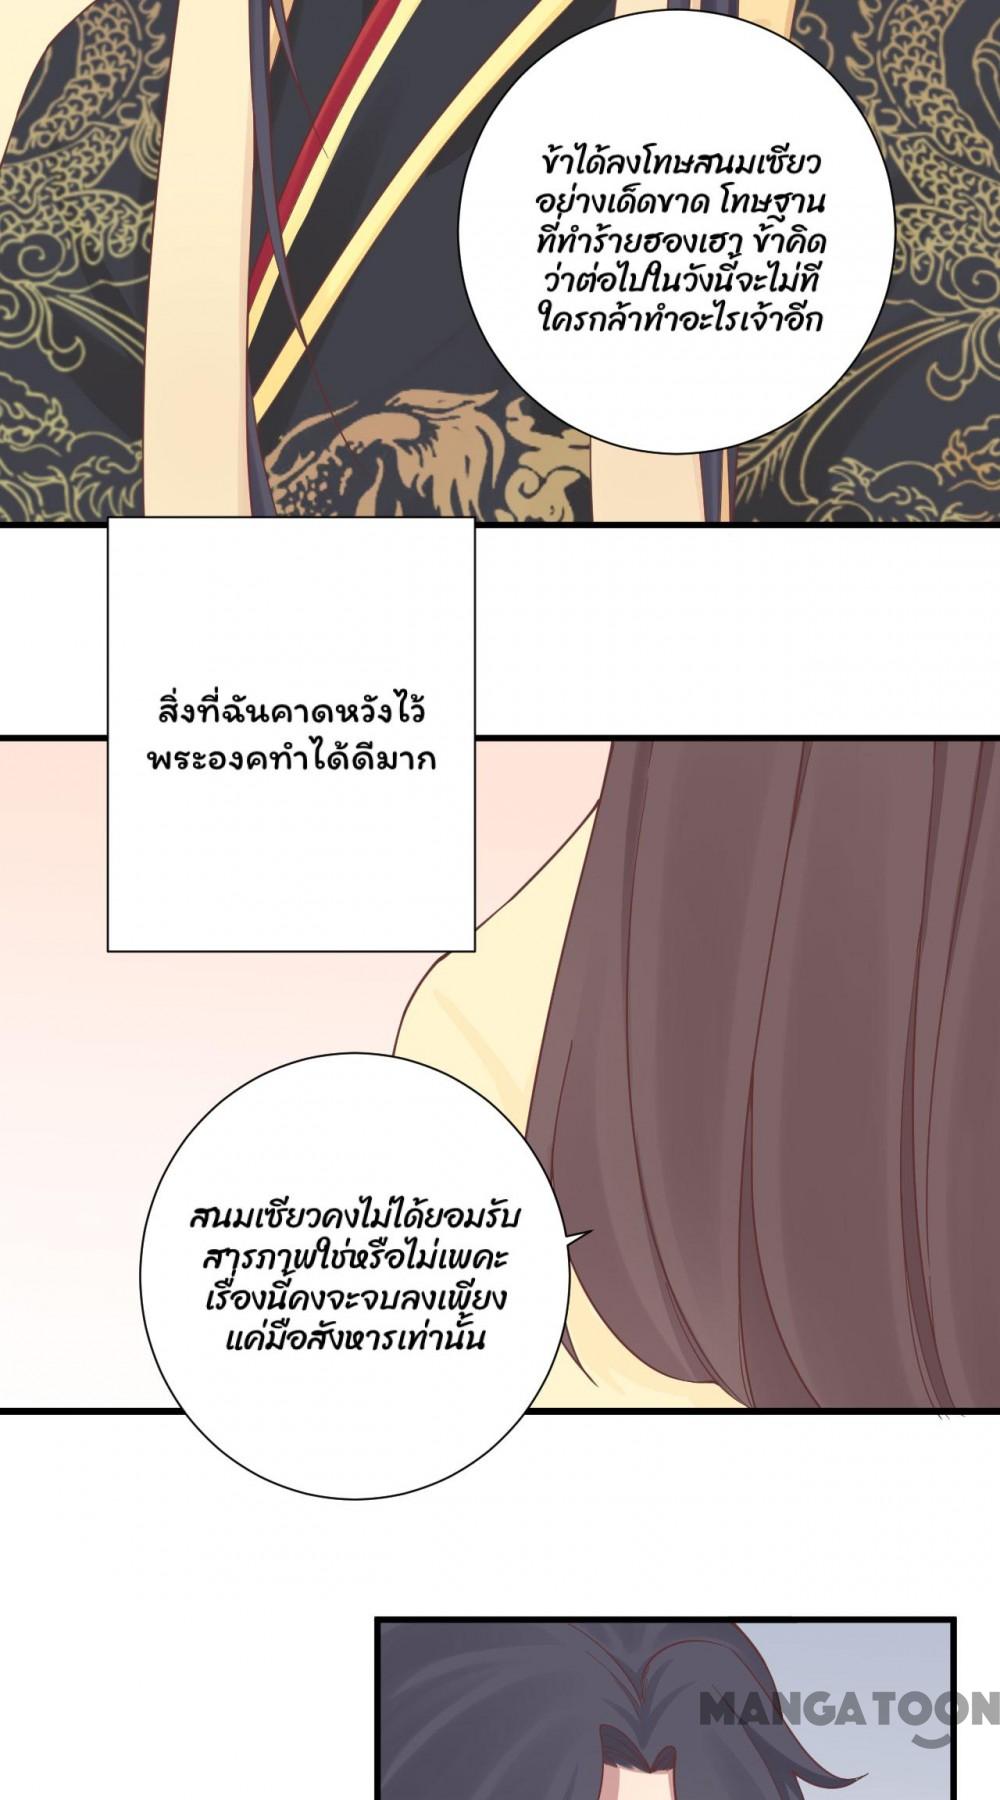 ข้าได้ลงโทษสนมเซียว
อย่างเด็ดขาด โทษฐาน
ที่ทำร้ายฮองเฮา ข้าคิด
ว่าต่อไปในวังนี้จะไม่ที
ใครกล้าทำอะไรเจ้าอีก
สิ่งที่ฉันคาดหวังไว้
พระองคทำได้ดีมาก
สนมเซียวคงไม่ได้ยอมรับ
สารภาพใช่หรือไม่เพคะ
เรื่องนี้คงจะจบลงเพียง
แค่มือสังหารเท่านั้น
MANGATOON